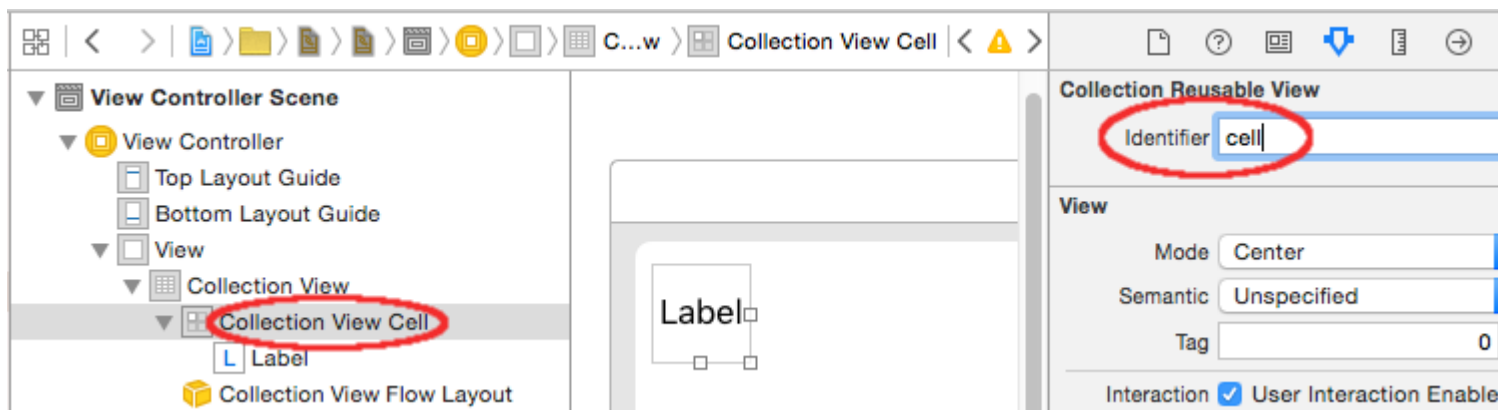 C...w Collection View Cell
View Controller Scene
View Controller
Top Layout Guide
Bottom Layout Guide
View
Collection View
Collection View Cell
L Label
Collection View Flow Layout
Label
Collection Reusable View
Identifier cell
View
Mode Center
Semantic Unspecified
Tag 0
Interaction User Interaction Enable